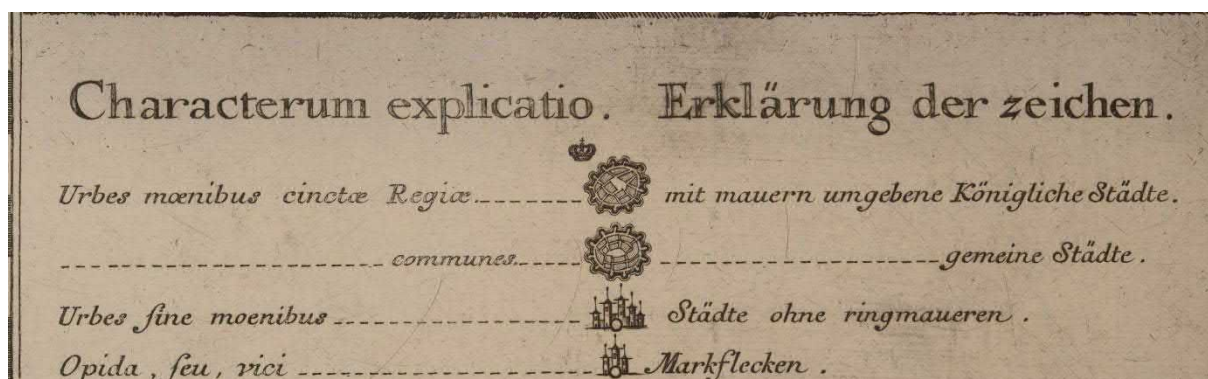 Characterum explicatio. Erklärung der zeichen.
Urbes mœnibus cinctæ Regiæ mit mauern umgebene Königliche Städte.
communes gemeine Städte.
Urbes ſine moenibus Städte ohne ringmaueren.
Opida, ſeu, vici Markflecken.